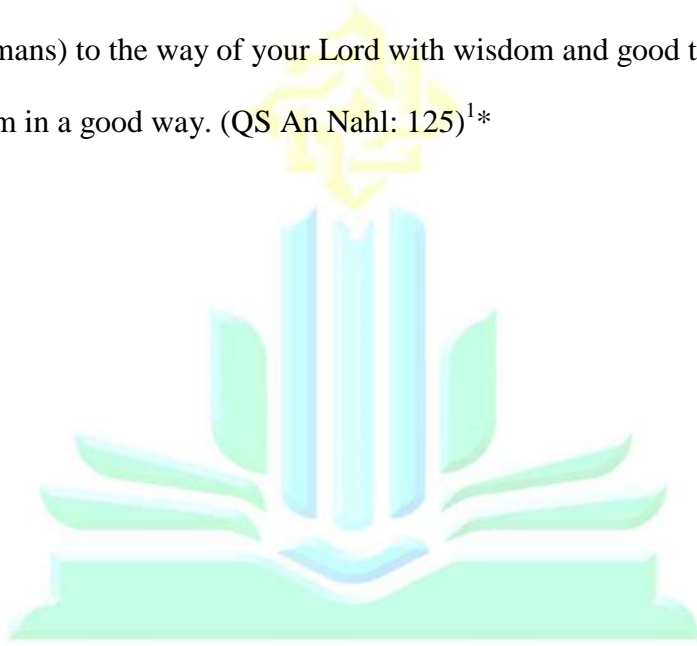 mans) to the way of your Lord with wisdom and good t
m in a good way. (QS An Nahl: 125)1*